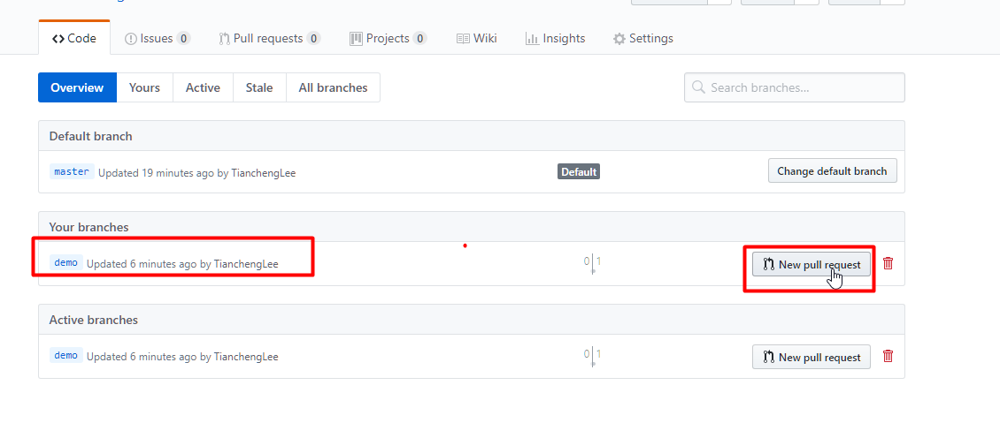 Code Issues 0 Pull requests 0 Projects 0 Wiki Insights Settings
Overview Yours Active Stale All branches Search branches...
Default branch
master Updated 19 minutes ago by TianchengLee Default Change default branch
Your branches
demo Updated 6 minutes ago by TianchengLee 0 1 New pull request
Active branches
demo Updated 6 minutes ago by TianchengLee 0 1 New pull request